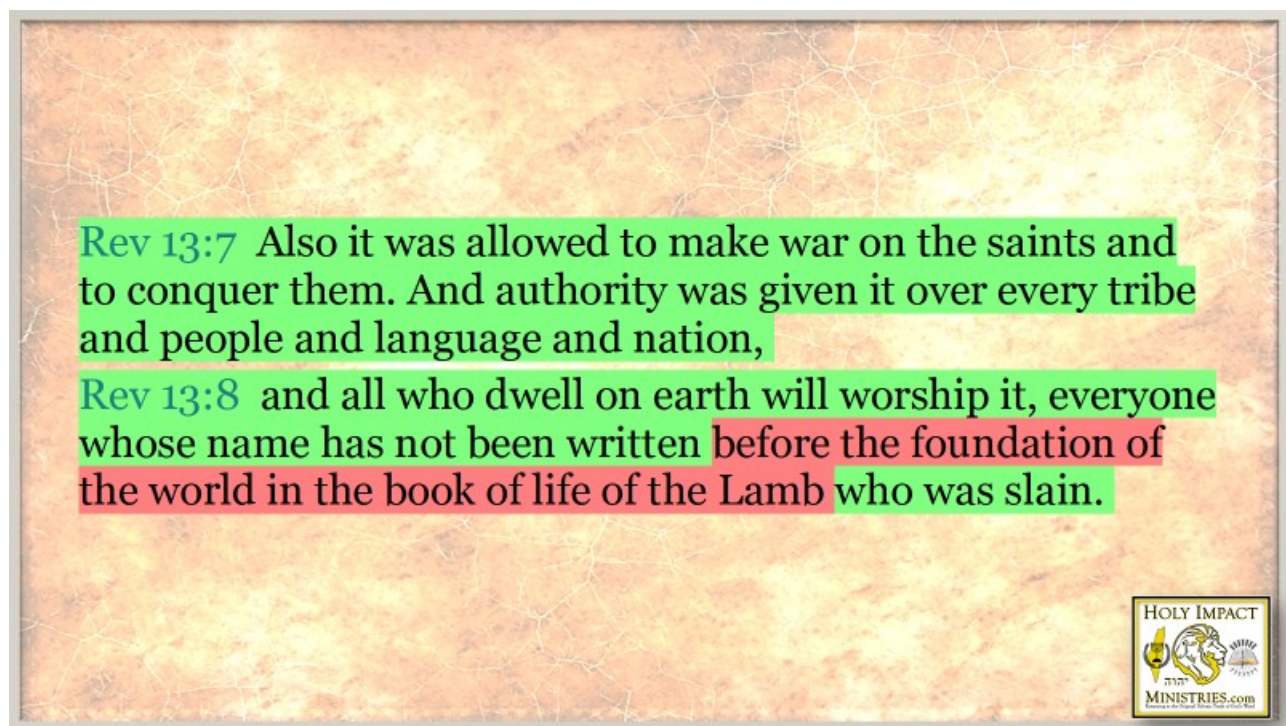 Rev 13:7 Also it was allowed to make war on the saints and
to conquer them. And authority was given it over every tribe
and people and language and nation,
Rev 13:8 and all who dwell on earth will worship it, everyone
whose name has not been written before the foundation of
the world in the book of life of the Lamb who was slain.
HOLY IMPACT
יהוה
MINISTRIES.com